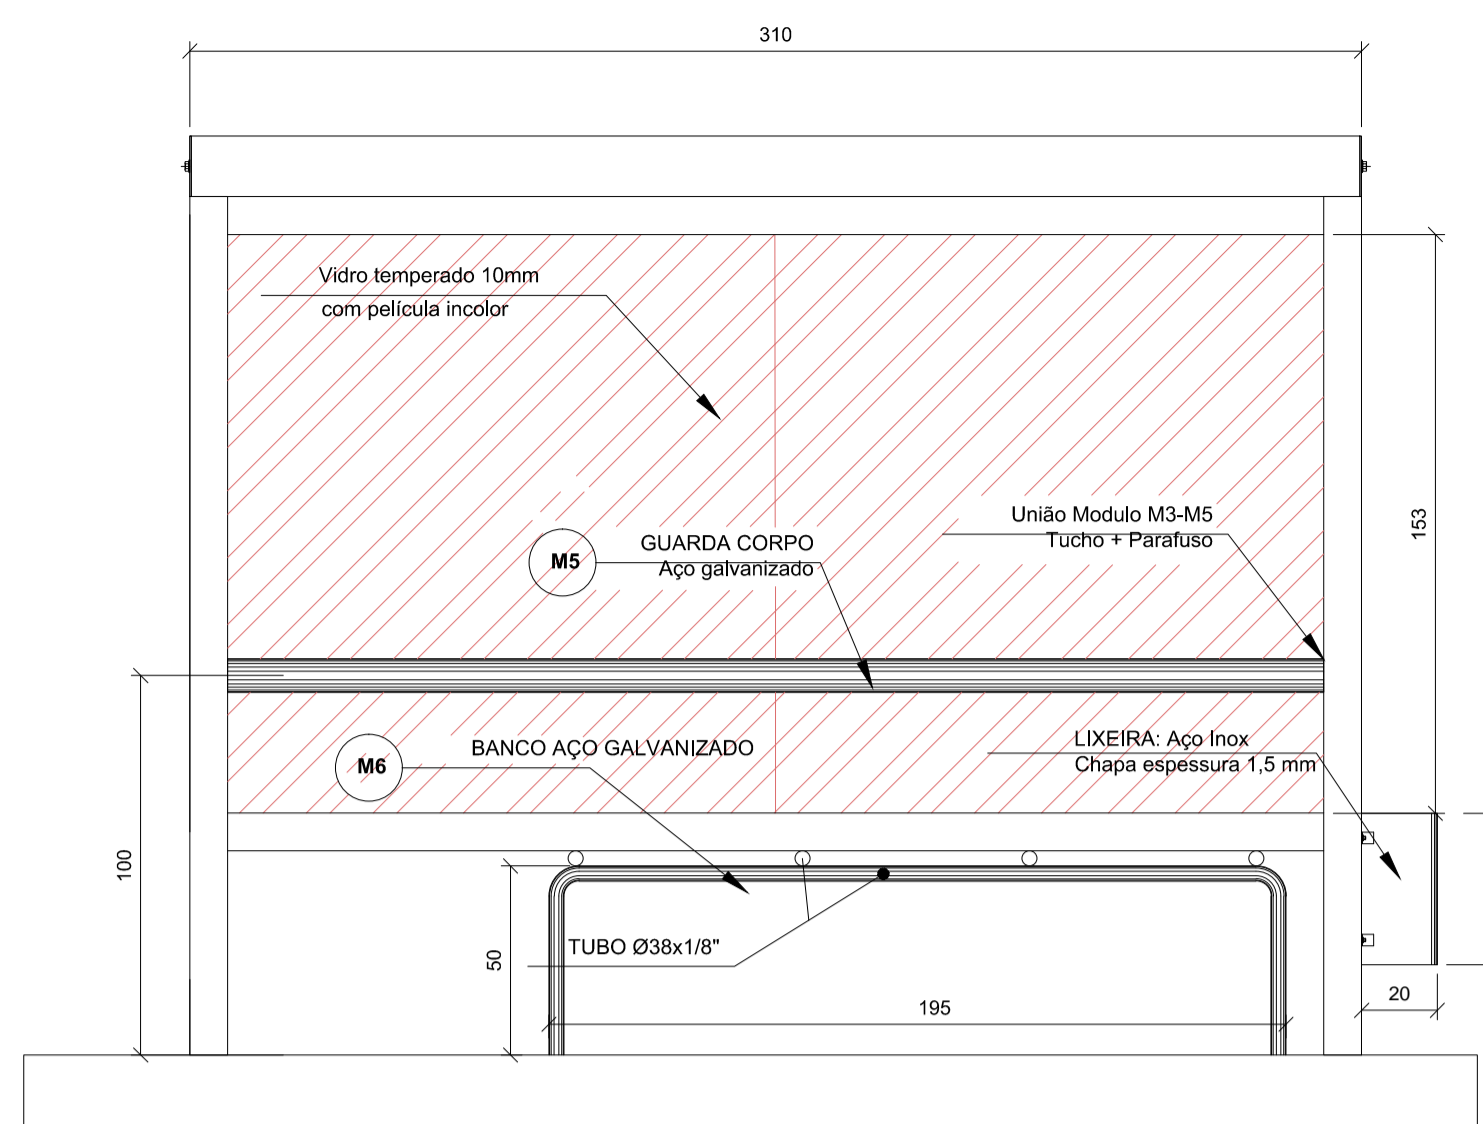 310
Vidro temperado 10mm
com película incolor
153
União Modulo M3-M5
Tucho + Parafuso
M5
GUARDA CORPO
Aço galvanizado
M6
BANCO AÇO GALVANIZADO
LIXEIRA: Aço Inox
Chapa espessura 1,5 mm
100
50
TUBO Ø38x1/8"
195
20